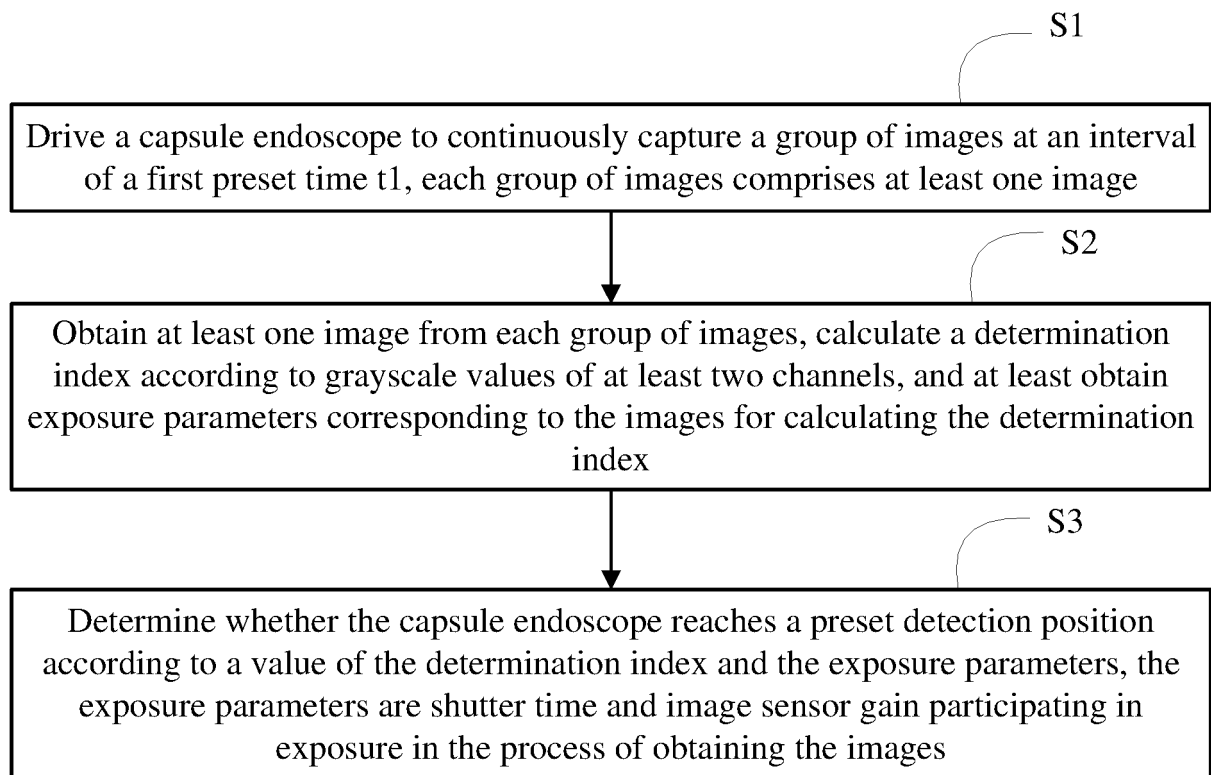 S1
Drive a capsule endoscope to continuously capture a group of images at an interval
of a first preset time t1, each group of images comprises at least one image
S2
Obtain at least one image from each group of images, calculate a determination
index according to grayscale values of at least two channels, and at least obtain
exposure parameters corresponding to the images for calculating the determination
index
S3
Determine whether the capsule endoscope reaches a preset detection position
according to a value of the determination index and the exposure parameters, the
exposure parameters are shutter time and image sensor gain participating in
exposure in the process of obtaining the images